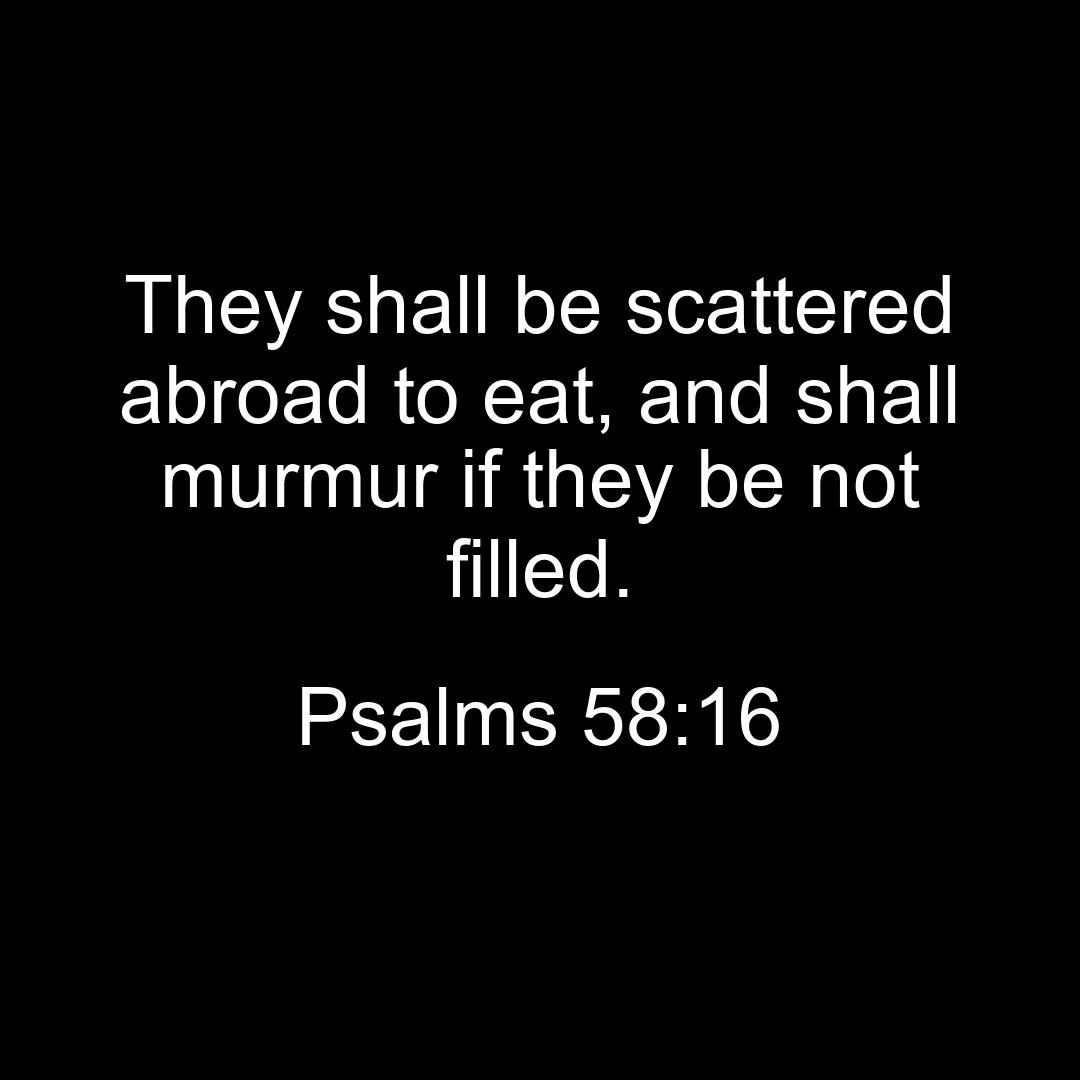 They shall be scattered
abroad to eat, and shall
murmur if they be not
filled.
Psalms 58:16